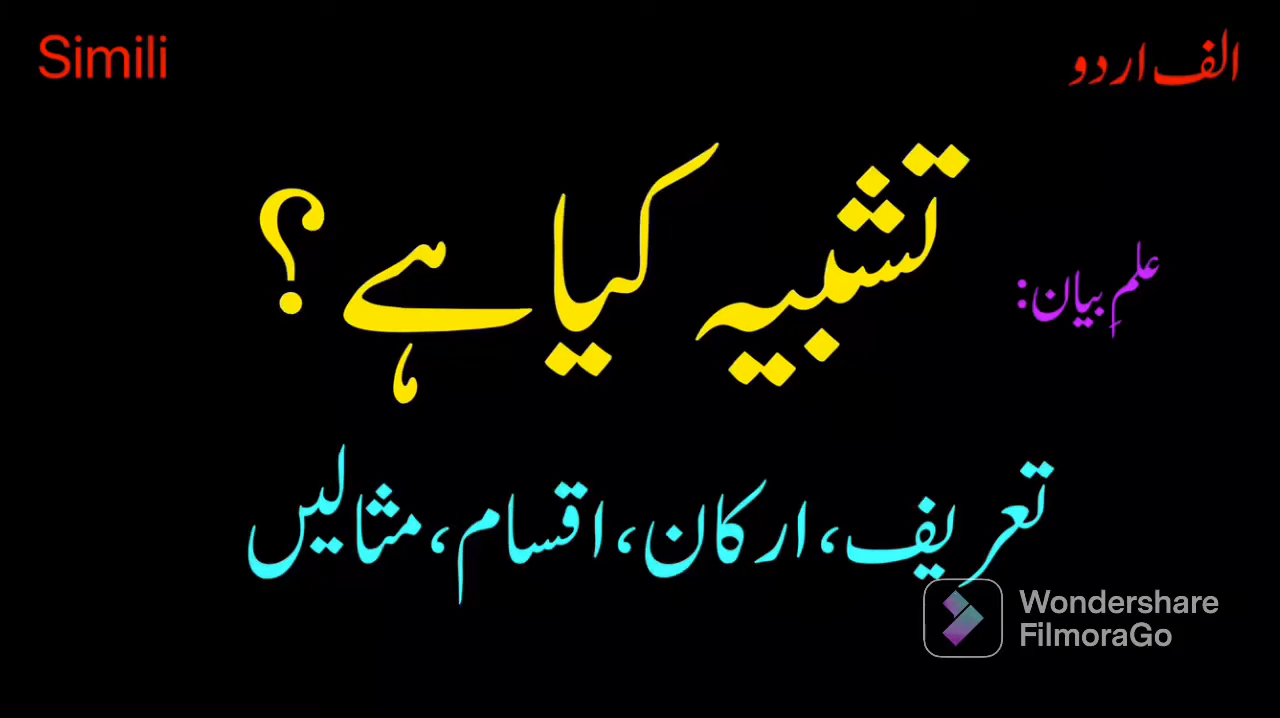 الف اردو
Simili
علمِ بیان:
تشبیہ کیا ہے؟
تعریف، ارکان، اقسام، مثالیں
Wondershare
FilmoraGo